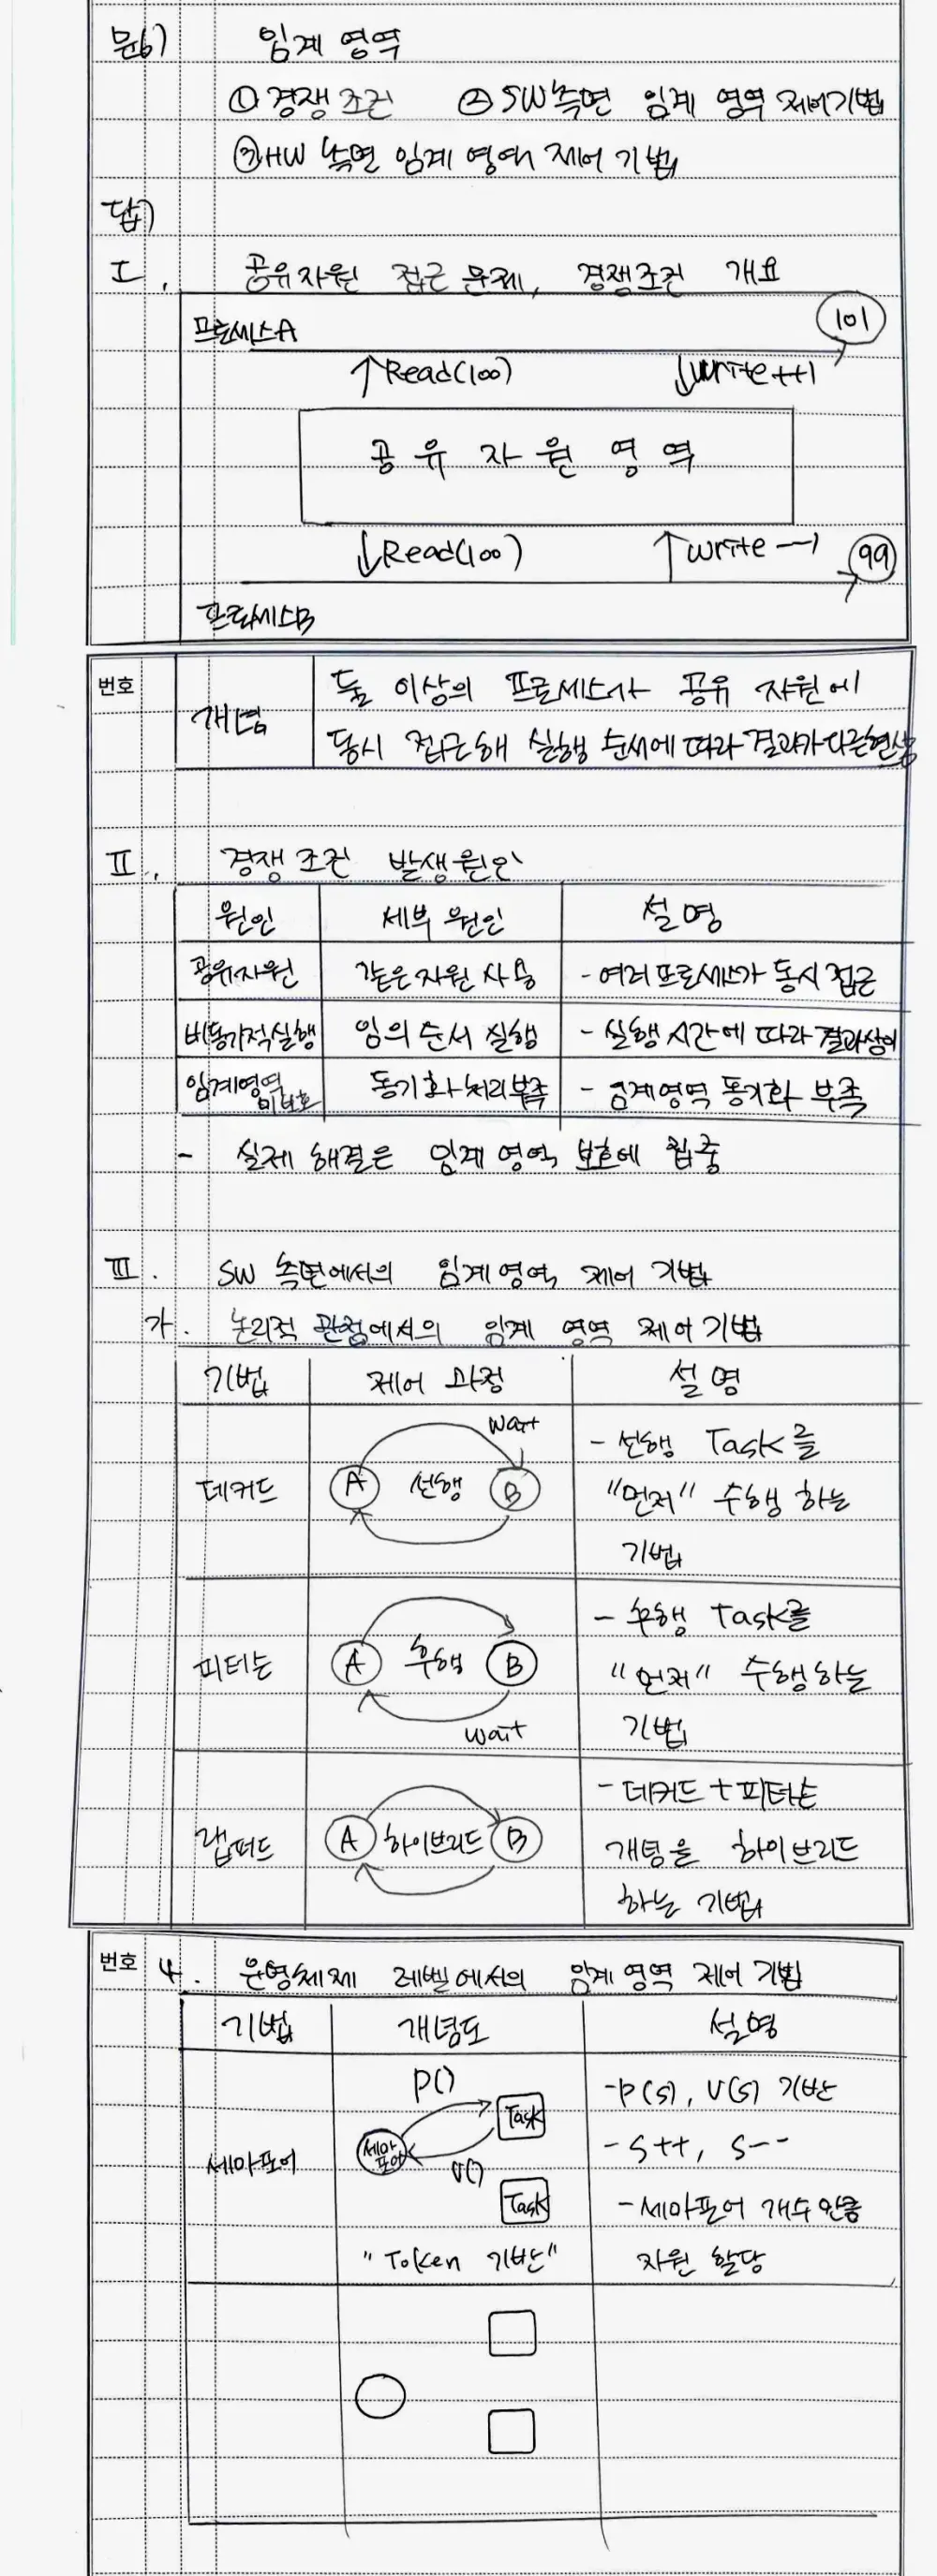 문6) 임계 영역
① 경쟁 조건 ② SW측면 임계 영역 제어기법
③ HW 측면 임계 영역 제어 기법
답)
I. 공유자원 접근 문제, 경쟁조건 개요
프로세스A
101
↑Read(100) ↓write++1
공유자원영역
↓Read(100) ↑write--1
99
프로세스B
번호
개념
둘 이상의 프로세스가 공유 자원에
동시 접근해 실행 순서에 따라 결과가 다른현상
II. 경쟁 조건 발생원인
원인 세부 원인 설명
공유자원 같은 자원 사용 - 여러프로세스가 동시 접근
비동기적실행 임의 순서 실행 - 실행 시간에 따라 결과상이
임계영역 미보호 동기화처리부족 - 임계영역 동기화 부족
- 실제 해결은 임계 영역 보호에 집중
III. SW 측면에서의 임계영역 제어 기법
가. 논리적 관점에서의 임계 영역 제어기법
기법 제어 과정 설명
데커드
wait
A 선행 B
- 선행 Task를
"먼저" 수행 하는
기법
피터슨
A 후행 B
wait
- 후행 Task를
"먼저" 수행하는
기법
램퍼드
A 하이브리드 B
- 데커드 + 피터슨
개념을 하이브리드
하는 기법
번호
나. 운영체제 레벨에서의 임계 영역 제어 기법
기법 개념도 설명
세마포어
P()
Task
세마포어
V()
Task
"Token 기반"
- P(S), V(S) 기반
- S++, S--
- 세마포어 개수 만큼
자원 할당